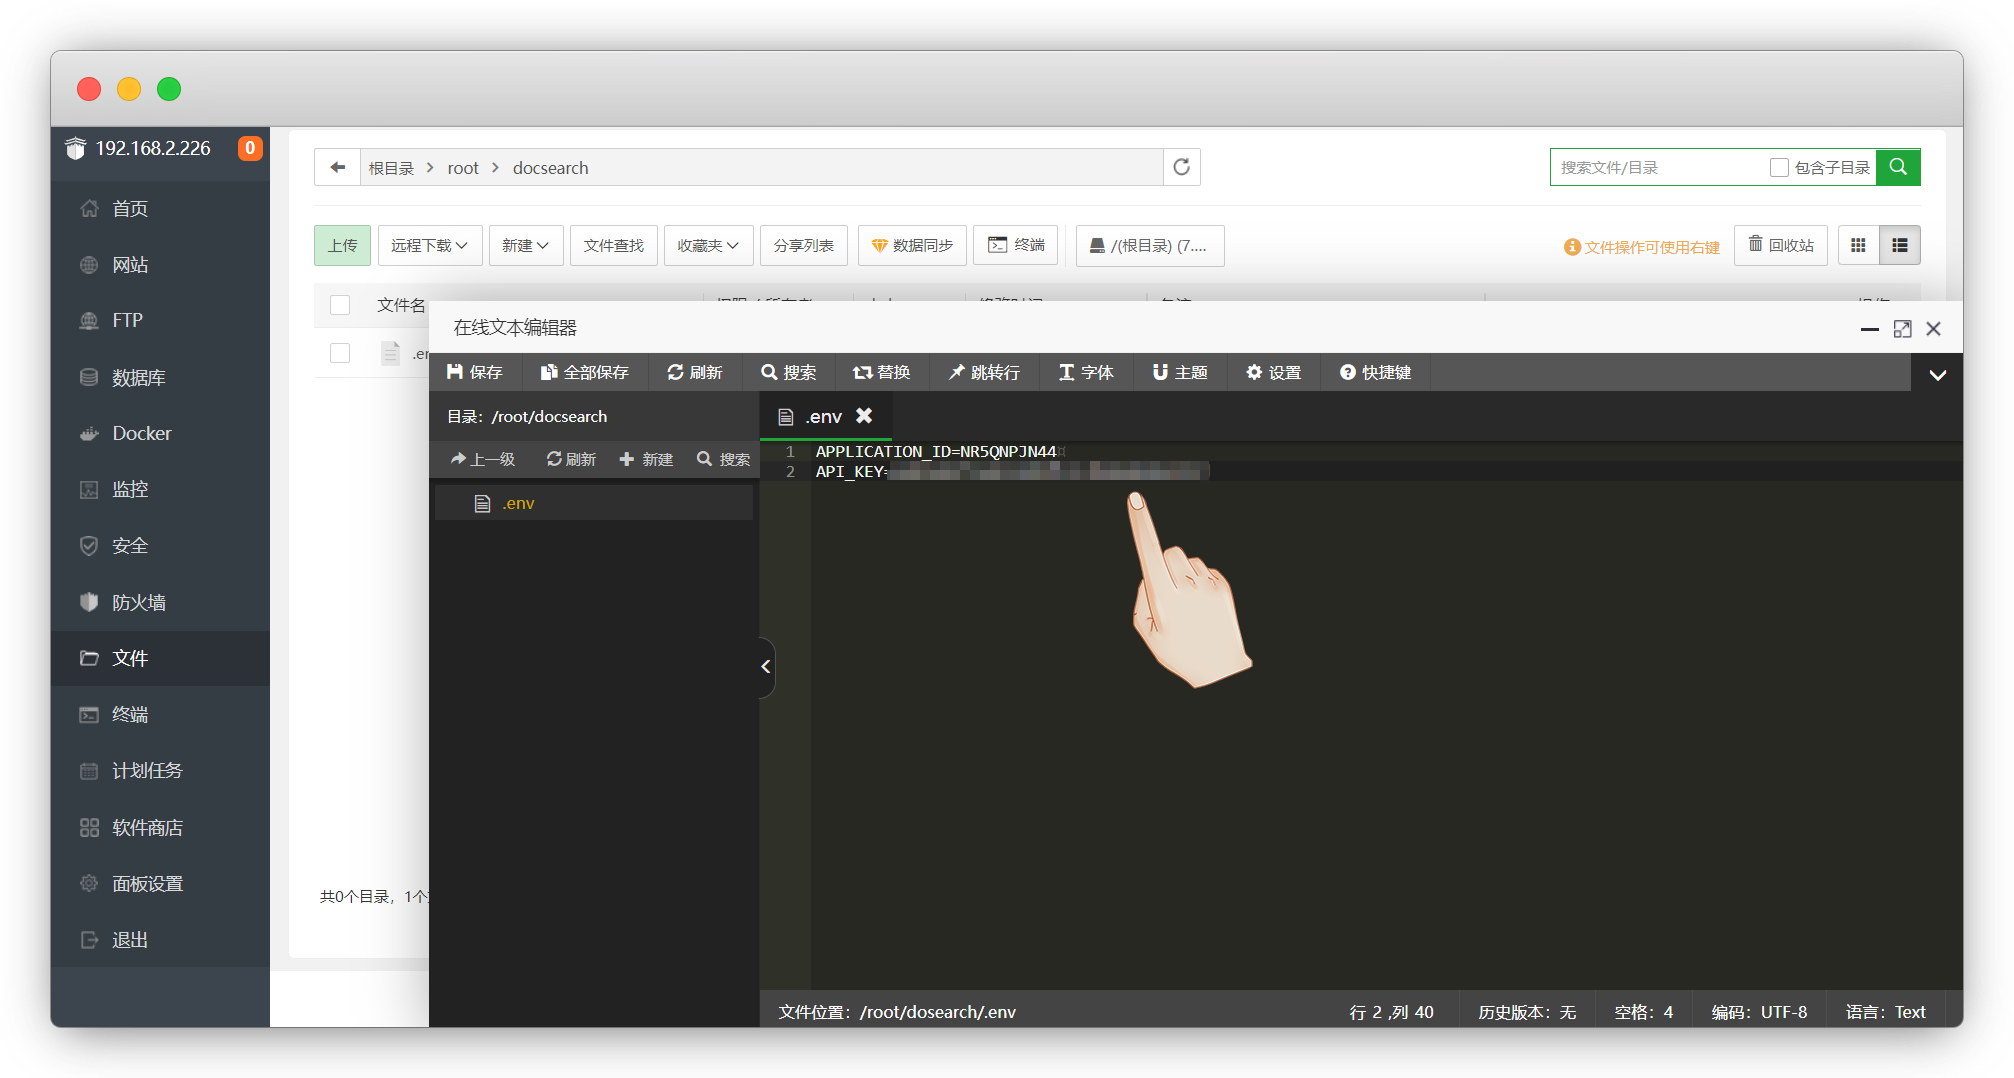 192.168.2.226
0
首页
网站
FTP
数据库
Docker
监控
安全
防火墙
文件
终端
计划任务
软件商店
面板设置
退出
根目录 root docsearch
搜索文件/目录 包含子目录
上传 远程下载 新建 文件查找 收藏夹 分享列表 数据同步 终端 /(根目录) (7....
文件操作可使用右键 回收站
文件名
共0个目录，1个
在线文本编辑器
保存 全部保存 刷新 搜索 替换 跳转行 字体 主题 设置 快捷键
目录：/root/docsearch
上一级 刷新 新建 搜索
.env
.env
1 APPLICATION_ID=NR5QNPJN44
2 API_KEY=
文件位置：/root/dosearch/.env
行 2 ,列 40 历史版本：无 空格：4 编码：UTF-8 语言：Text